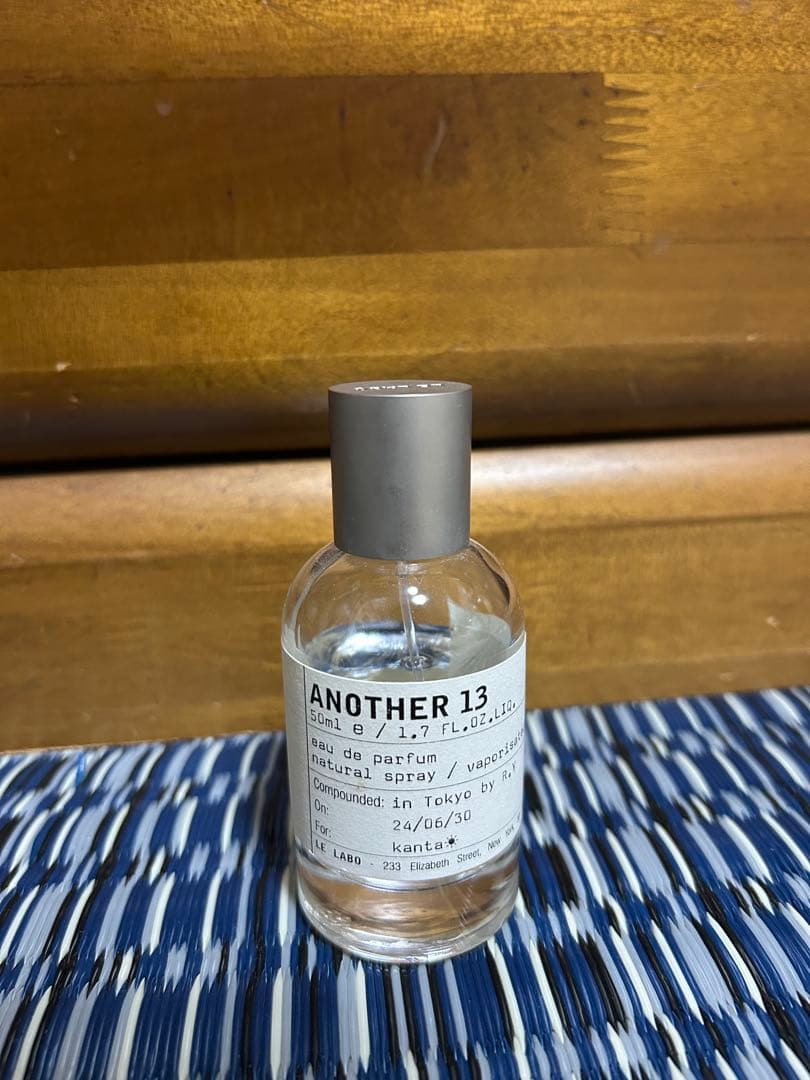 ANOTHER 13
50ml e / 1.7 FL.OZ.LIQ.
eau de parfum
natural spray / vaporisate
Compounded: in Tokyo by R.Y
On: 24/06/30
For: kanta☀
LE LABO - 233 Elizabeth Street, New York,